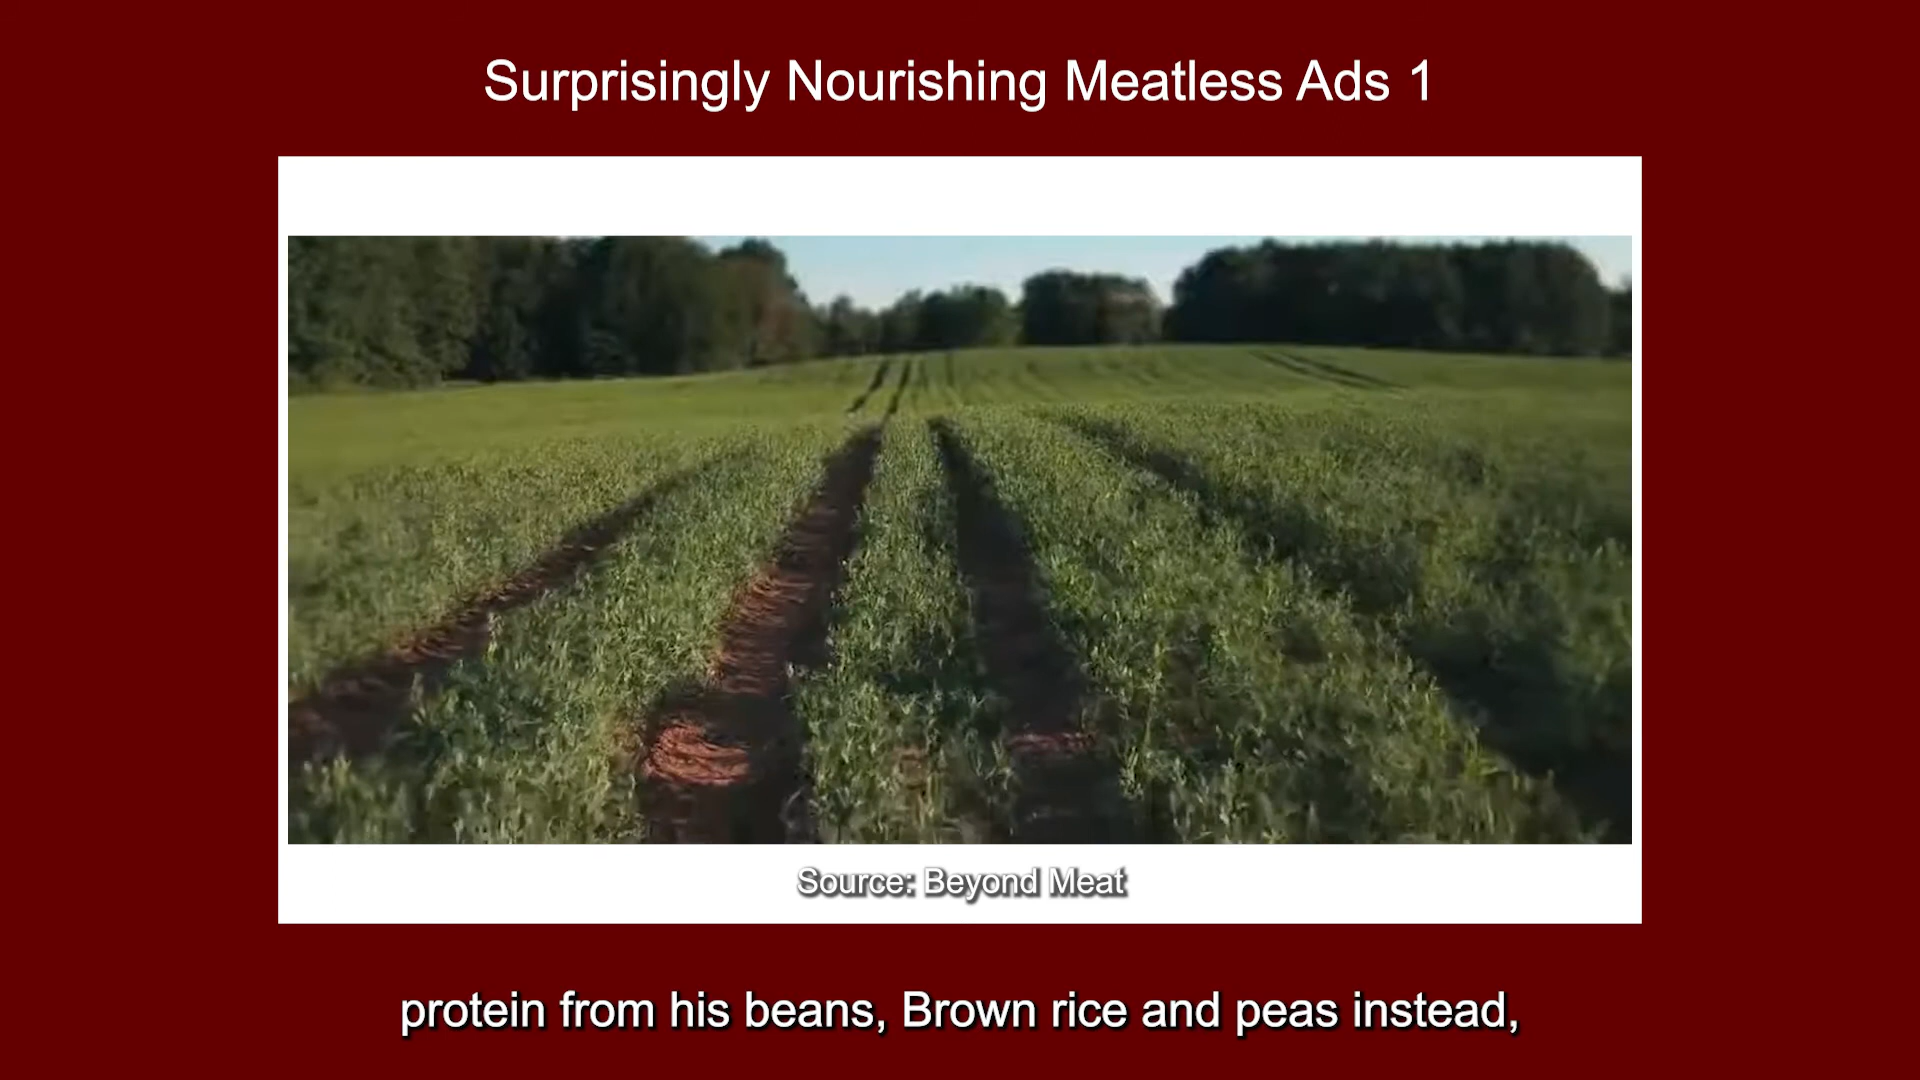 Surprisingly Nourishing Meatless Ads 1
Source: Beyond Meat
protein from his beans, Brown rice and peas instead,